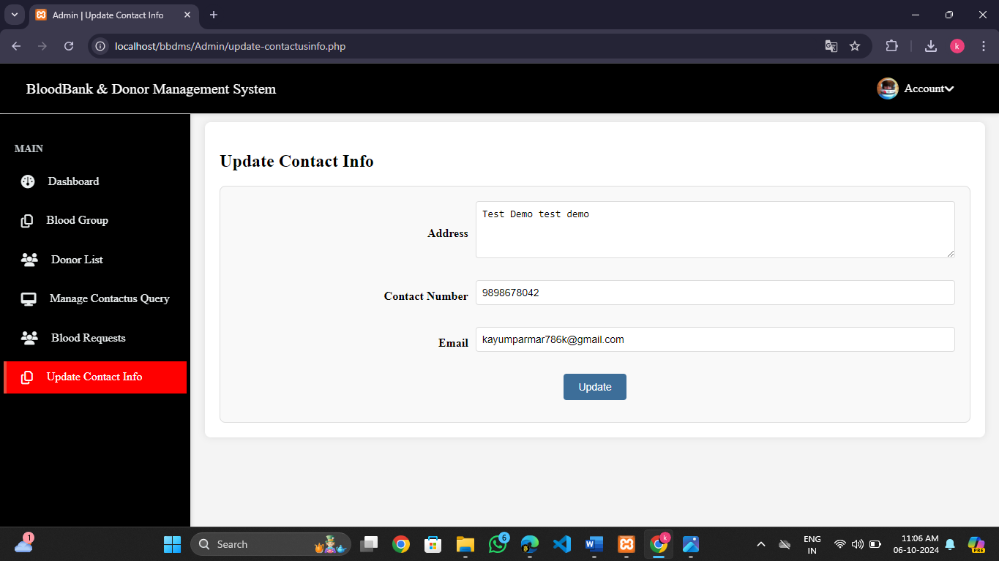 Admin | Update Contact Info
localhost/bbdms/Admin/update-contactusinfo.php
k
BloodBank & Donor Management System
Account
MAIN
Dashboard
Blood Group
Donor List
Manage Contactus Query
Blood Requests
Update Contact Info
Update Contact Info
Address
Test Demo test demo
Contact Number
9898678042
Email
kayumparmar786k@gmail.com
Update
1
Search
6
k
ENG
IN
11:06 AM
06-10-2024
PRE